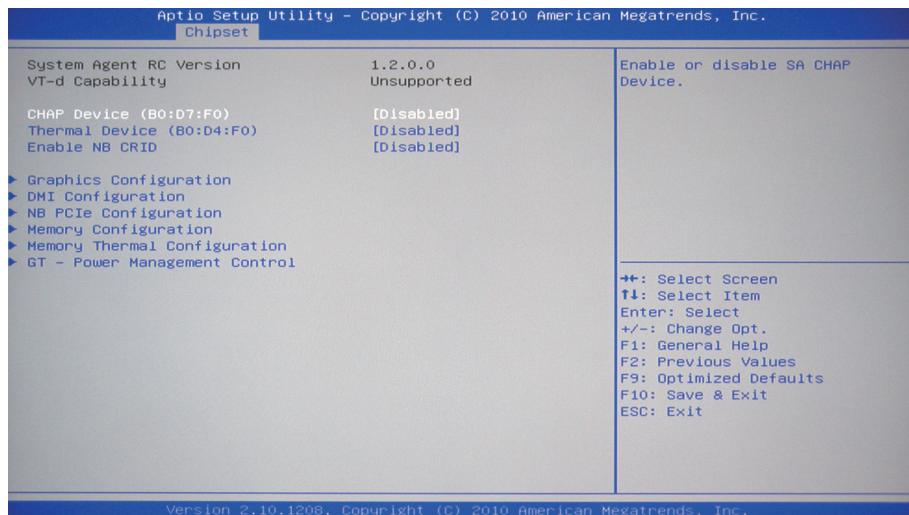 Aptio Setup Utility – Copyright (C) 2010 American Megatrends, Inc.
Chipset
System Agent RC Version 1.2.0.0
VT-d Capability Unsupported
CHAP Device (B0:D7:F0) [Disabled]
Thermal Device (B0:D4:F0) [Disabled]
Enable NB CRID [Disabled]
▶ Graphics Configuration
▶ DMI Configuration
▶ NB PCIe Configuration
▶ Memory Configuration
▶ Memory Thermal Configuration
▶ GT – Power Management Control
Enable or disable SA CHAP
Device.
→←: Select Screen
↑↓: Select Item
Enter: Select
+/-: Change Opt.
F1: General Help
F2: Previous Values
F9: Optimized Defaults
F10: Save & Exit
ESC: Exit
Version 2.10.1208. Copyright (C) 2010 American Megatrends, Inc.